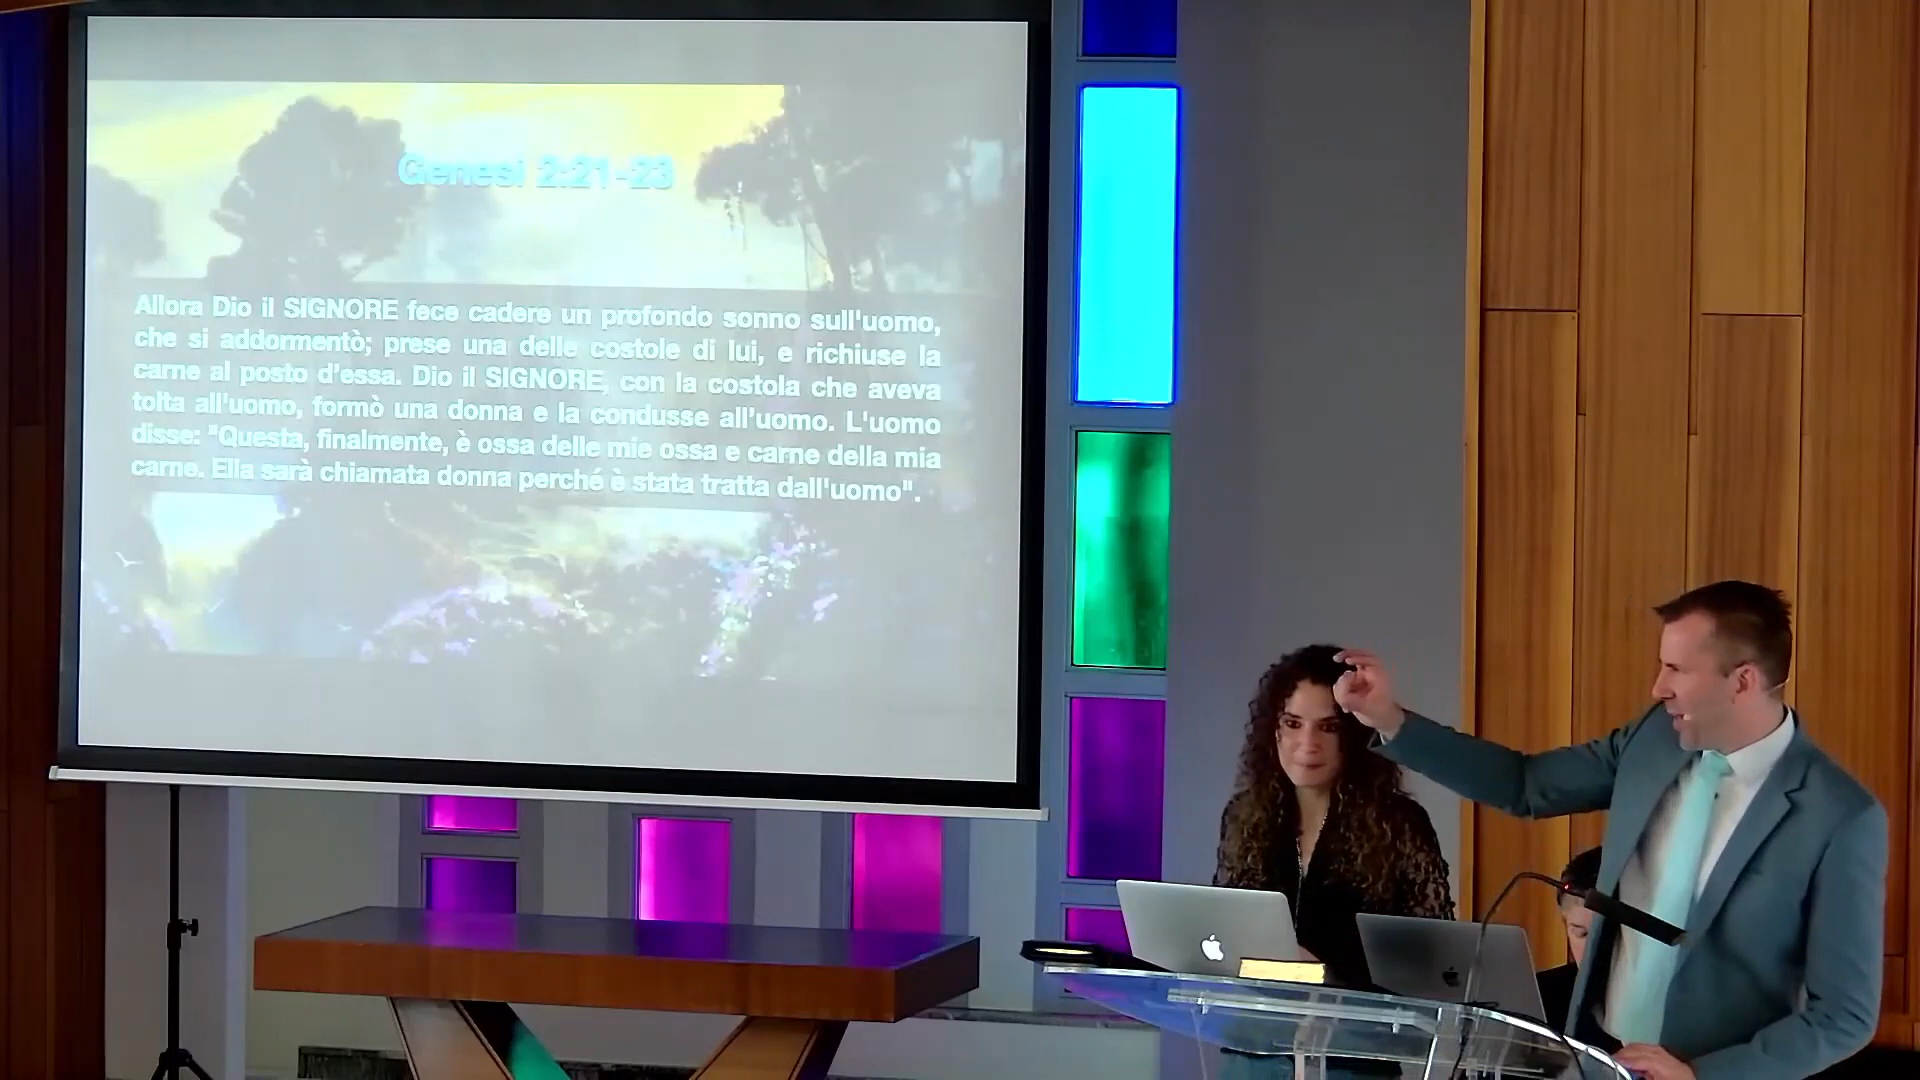 Genesi 2:21-23
Allora Dio il SIGNORE fece cadere un profondo sonno sull'uomo,
che si addormentò; prese una delle costole di lui, e richiuse la
carne al posto d'essa. Dio il SIGNORE, con la costola che aveva
tolta all'uomo, formò una donna e la condusse all'uomo. L'uomo
disse: "Questa, finalmente, è ossa delle mie ossa e carne della mia
carne. Ella sarà chiamata donna perché è stata tratta dall'uomo".